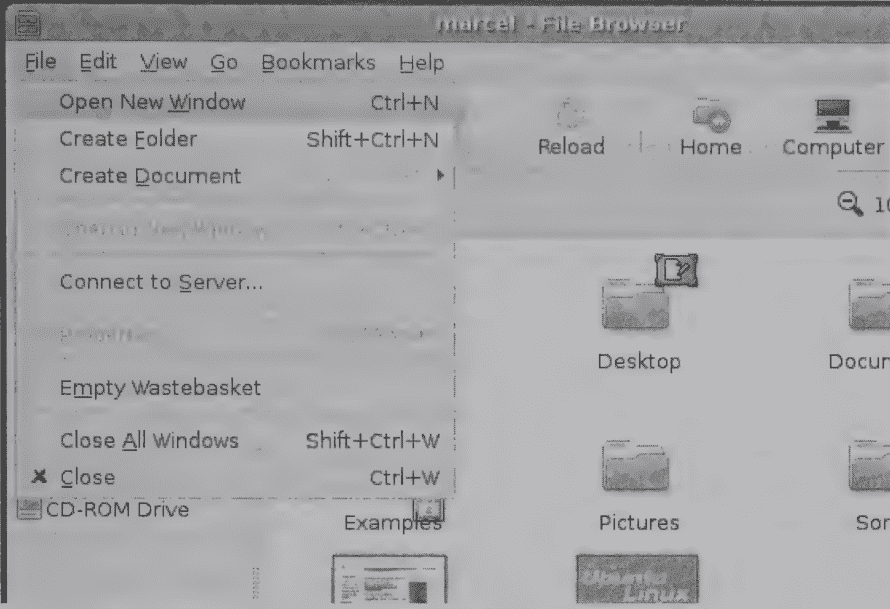 marcel - File Browser
File Edit View Go Bookmarks Help
Open New Window Ctrl+N
Create Folder Shift+Ctrl+N
Create Document
Connect to Server...
Empty Wastebasket
Close All Windows Shift+Ctrl+W
Close Ctrl+W
Reload Home Computer
Desktop
CD-ROM Drive
Examples
Pictures
Ubuntu
Linux